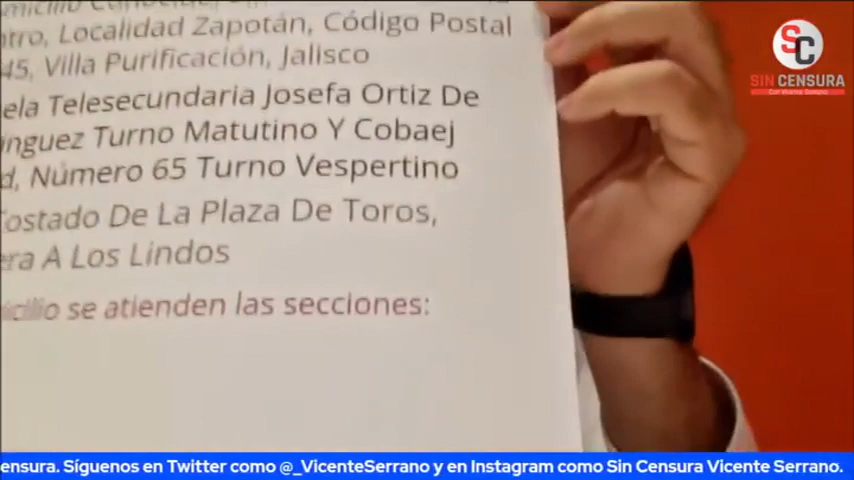 ntro, Localidad Zapotán, Código Postal
45, Villa Purificación, Jalisco
ela Telesecundaria Josefa Ortiz De
inguez Turno Matutino Y Cobaej
d, Número 65 Turno Vespertino
Costado De La Plaza De Toros,
era A Los Lindos
icilio se atienden las secciones:
SC
SIN CENSURA
ensura. Síguenos en Twitter como @_VicenteSerrano y en Instagram como Sin Censura Vicente Serrano.